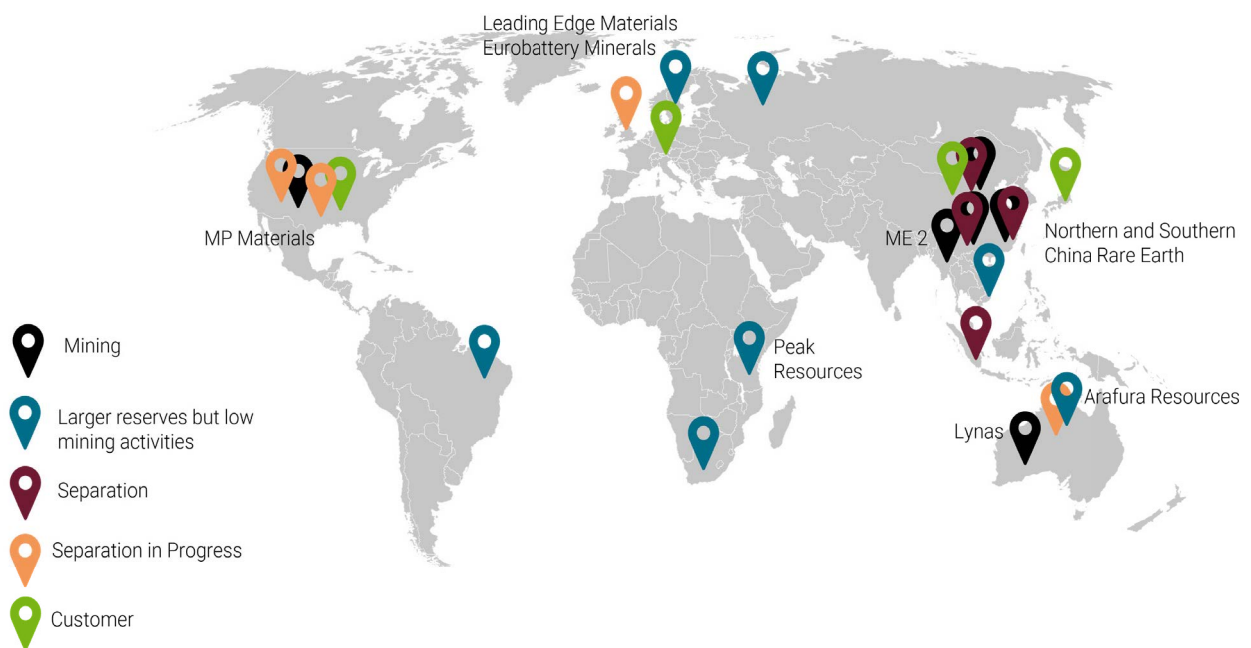 Leading Edge Materials
Eurobattery Minerals
MP Materials
ME 2
Northern and Southern
China Rare Earth
Peak
Resources
Arafura Resources
Lynas
Mining
Larger reserves but low
mining activities
Separation
Separation in Progress
Customer